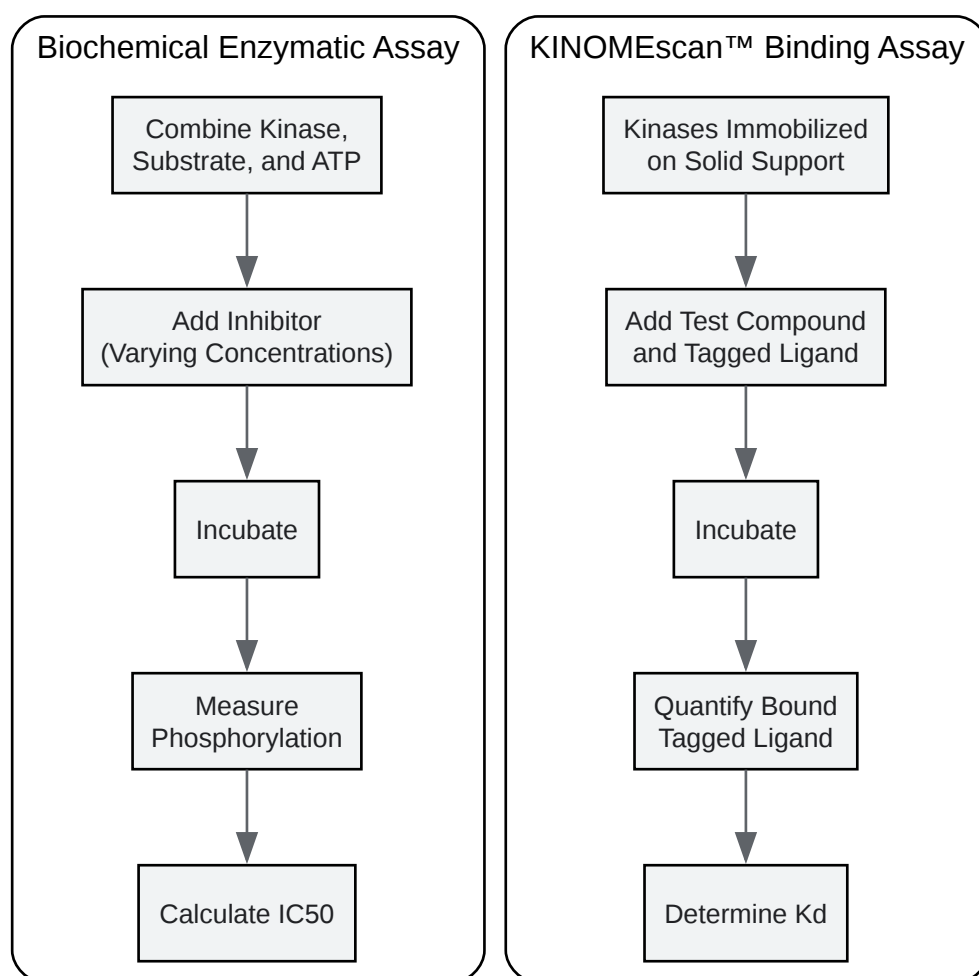 Biochemical Enzymatic Assay
Combine Kinase,
Substrate, and ATP
Add Inhibitor
(Varying Concentrations)
Incubate
Measure
Phosphorylation
Calculate IC50
KINOMEscan™ Binding Assay
Kinases Immobilized
on Solid Support
Add Test Compound
and Tagged Ligand
Incubate
Quantify Bound
Tagged Ligand
Determine Kd